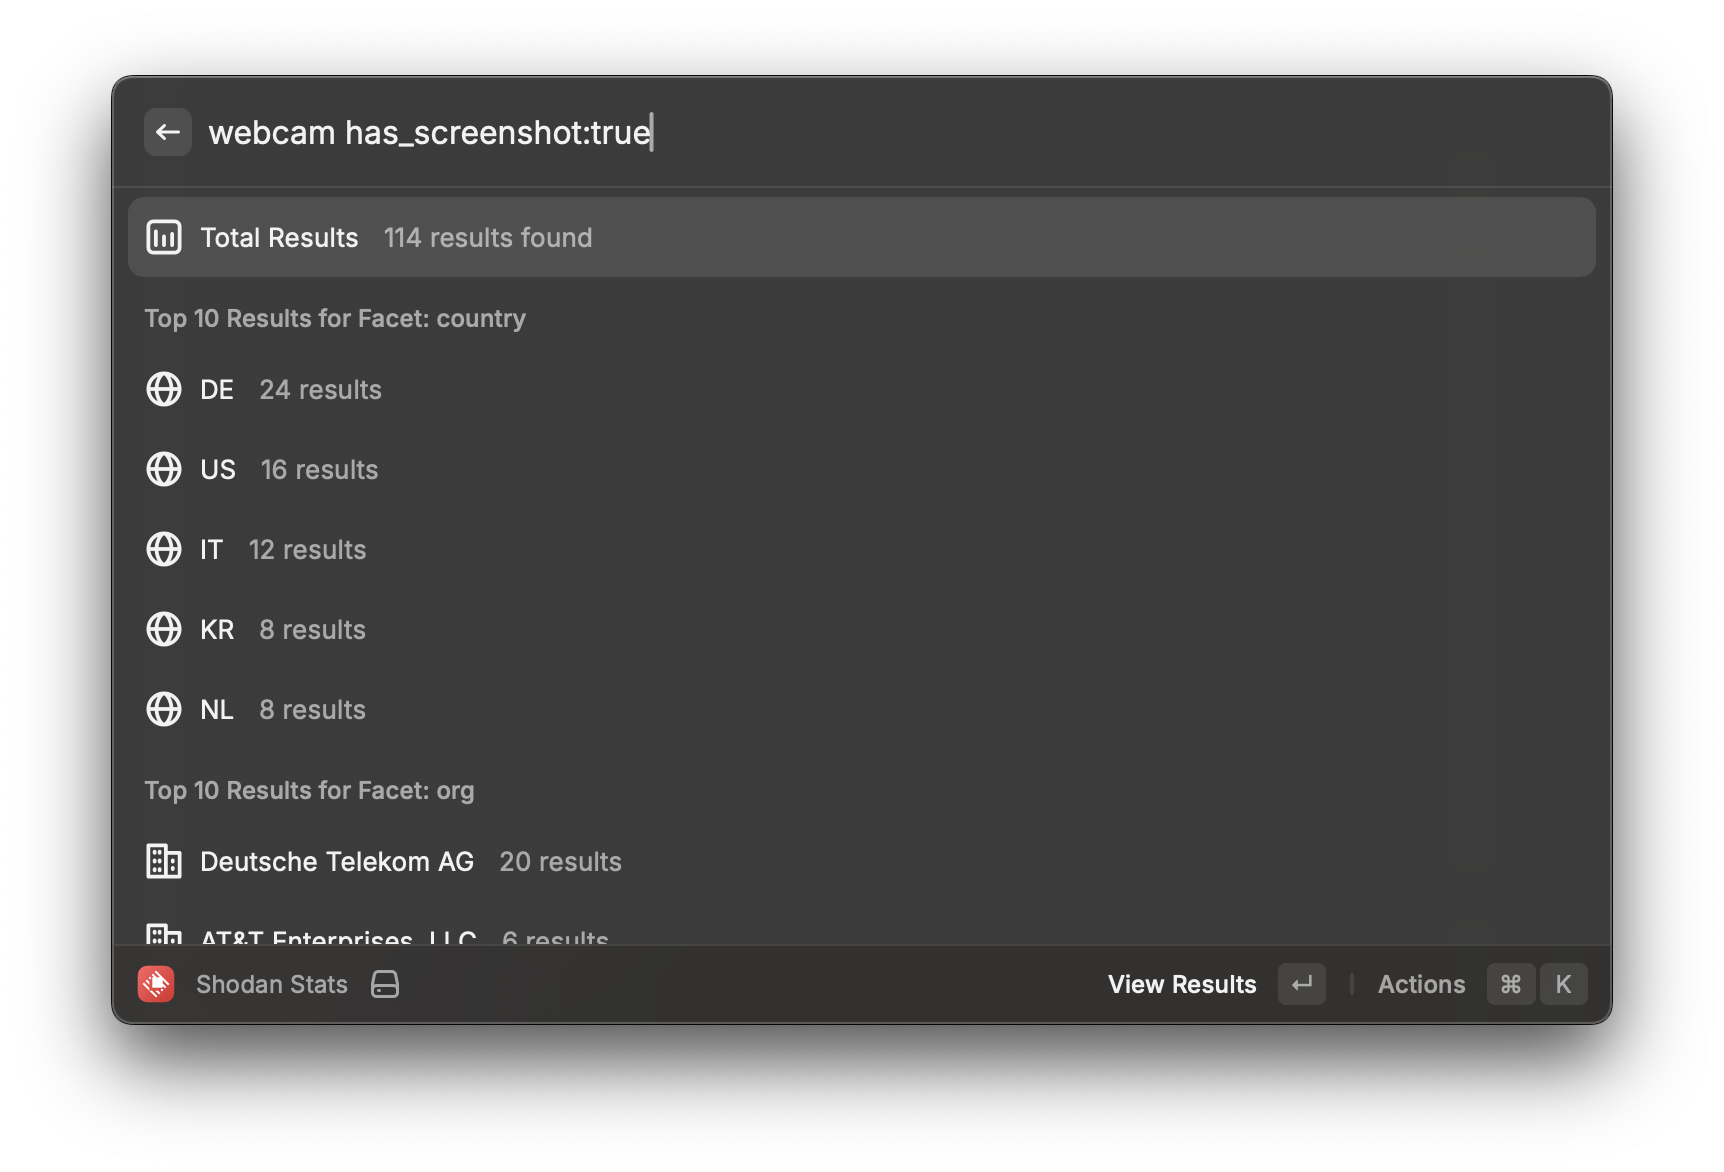 webcam has_screenshot:true
Total Results 114 results found
Top 10 Results for Facet: country
DE 24 results
US 16 results
IT 12 results
KR 8 results
NL 8 results
Top 10 Results for Facet: org
Deutsche Telekom AG 20 results
AT&T Enterprises, LLC 6 results
Shodan Stats View Results ↵ Actions ⌘ K